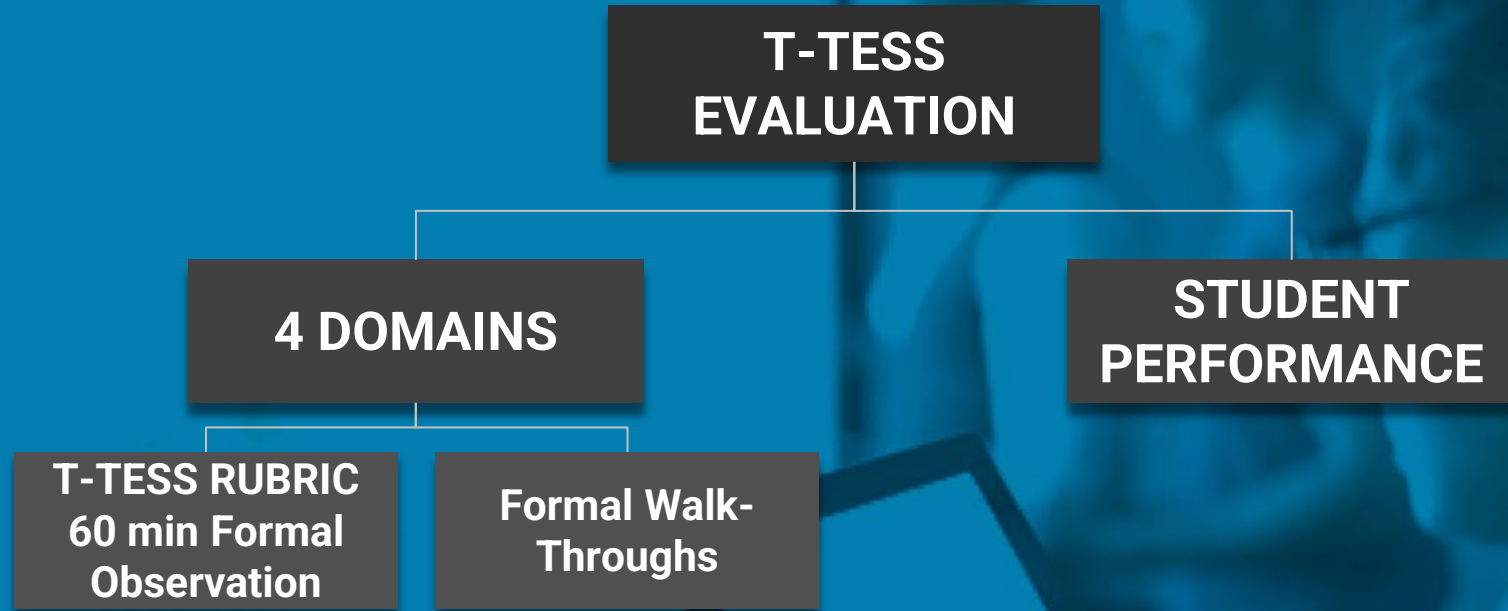 T-TESS
EVALUATION
4 DOMAINS
STUDENT
PERFORMANCE
T-TESS RUBRIC
60 min Formal
Observation
Formal Walk-
Throughs